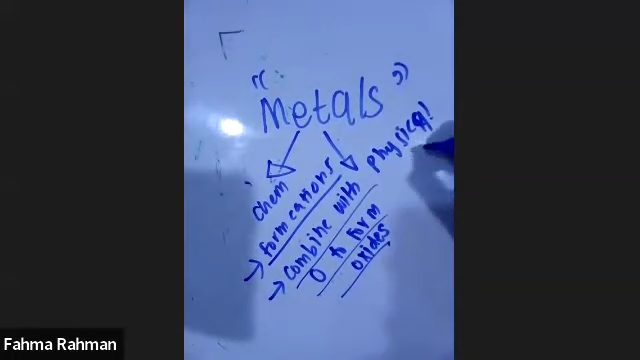 "Metals"
chem
physical!
→ form cations
→ combine with
O to form
oxides
Fahma Rahman